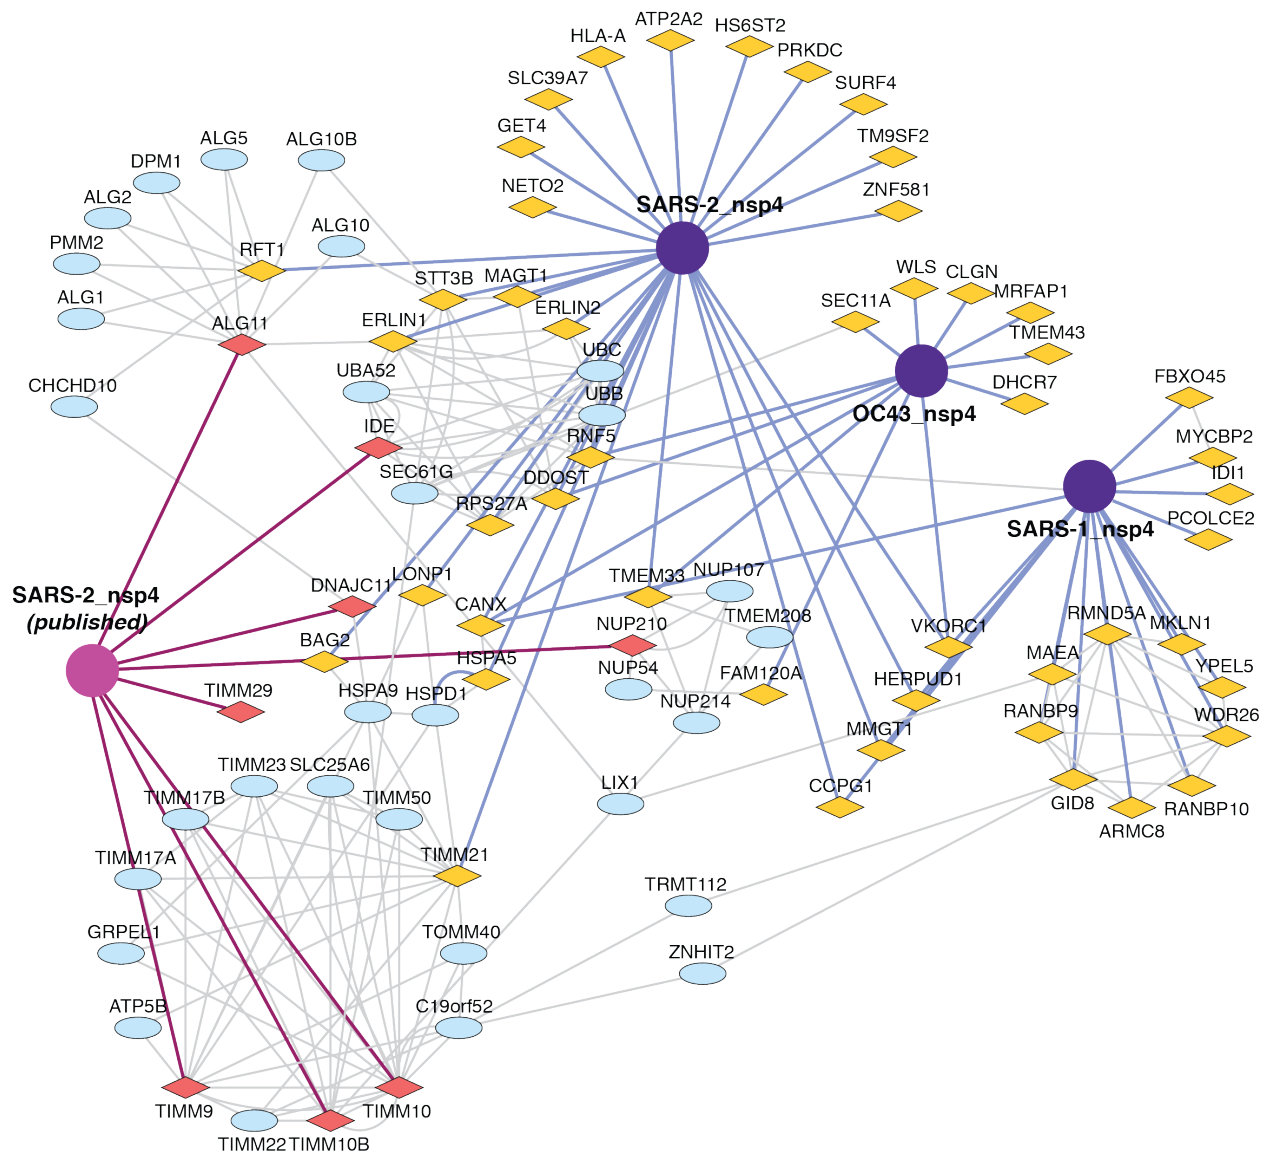 ATP2A2
HS6ST2
HLA-A
PRKDC
SLC39A7
SURF4
GET4
TM9SF2
NETO2
ZNF581
SARS-2_nsp4
ALG5
ALG10B
DPM1
ALG2
PMM2
ALG10
RFT1
ALG1
ALG11
STT3B
MAGT1
ERLIN2
ERLIN1
UBC
UBA52
UBB
CHCHD10
IDE
RNF5
SEC61G
DDOST
RPS27A
WLS
CLGN
SEC11A
MRFAP1
TMEM43
DHCR7
OC43_nsp4
FBXO45
MYCBP2
IDI1
PCOLCE2
SARS-1_nsp4
SARS-2_nsp4
(published)
DNAJC11
LONP1
CANX
BAG2
HSPA5
TIMM29
HSPA9
HSPD1
TMEM33
NUP107
NUP210
TMEM208
NUP54
FAM120A
NUP214
VKORC1
HERPUD1
MMGT1
CCPG1
RMND5A
MKLN1
MAEA
YPEL5
RANBP9
WDR26
GID8
RANBP10
ARMC8
TIMM23
SLC25A6
TIMM17B
TIMM50
LIX1
TIMM17A
TIMM21
TRMT112
GRPEL1
TOMM40
ZNHIT2
ATP5B
C19orf52
TIMM9
TIMM10
TIMM22
TIMM10B